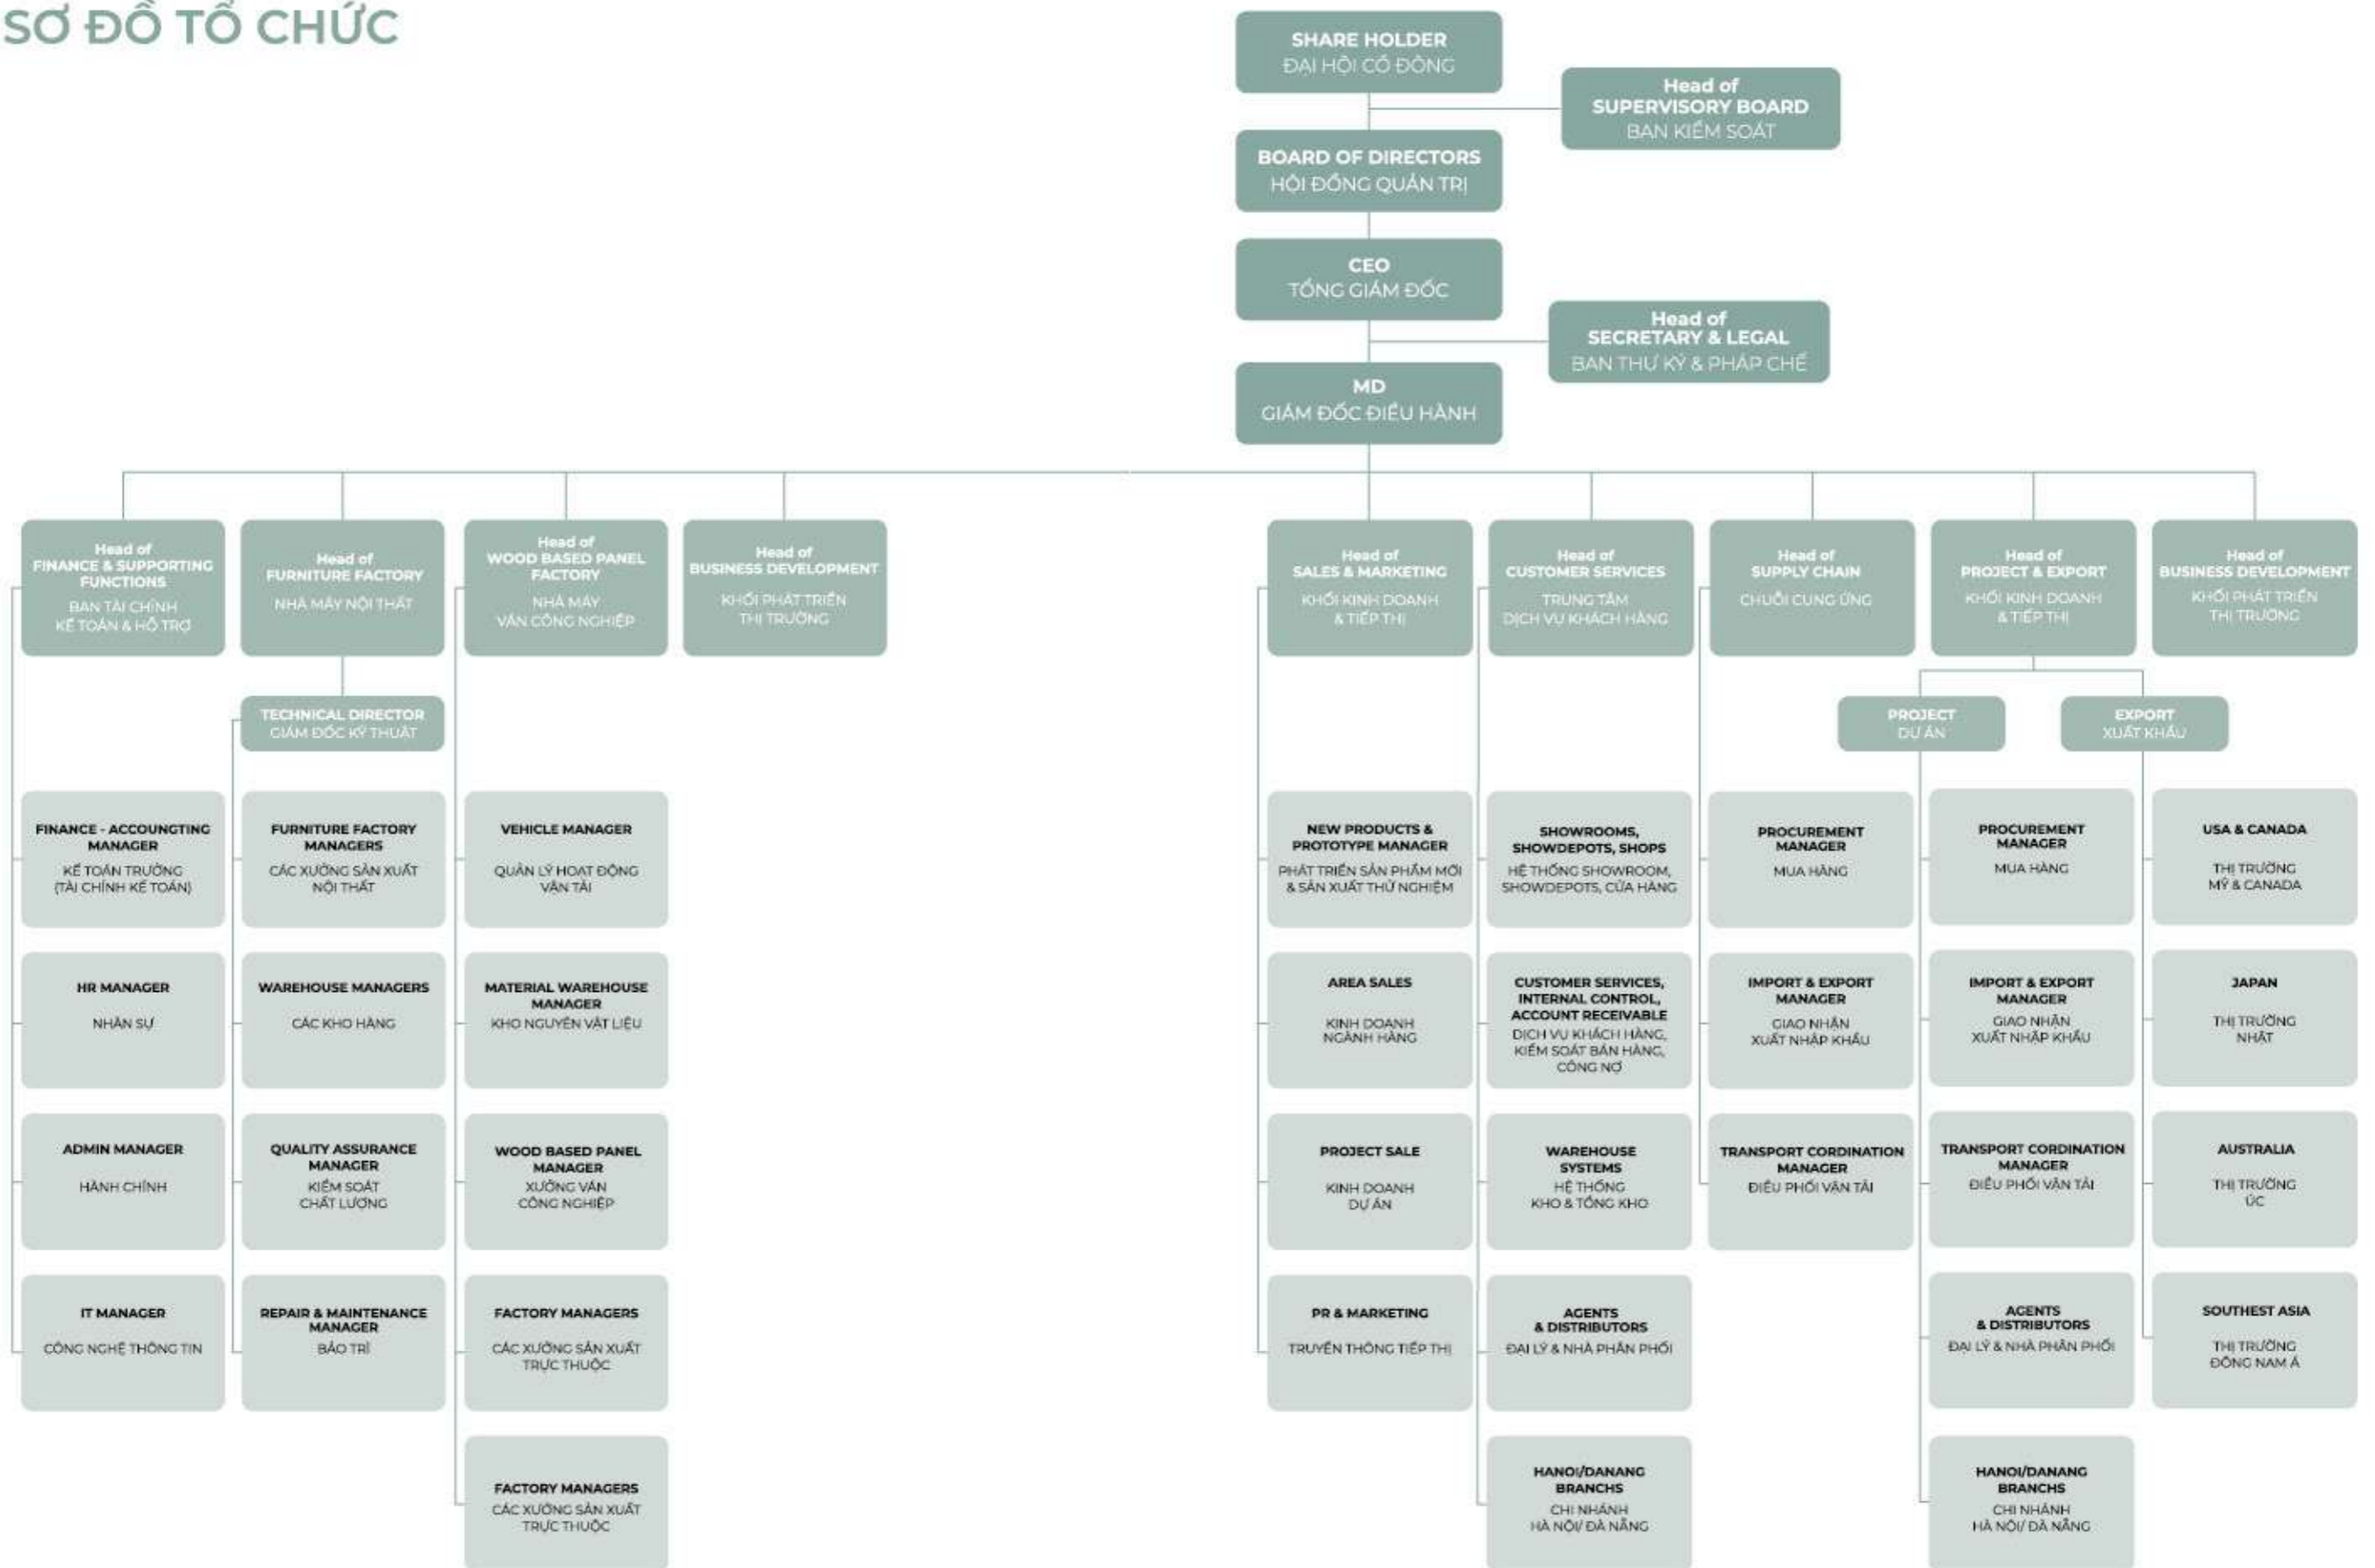 SƠ ĐỒ TỔ CHỨC
SHARE HOLDER
ĐẠI HỘI CỔ ĐÔNG
Head of
SUPERVISORY BOARD
BAN KIỂM SOÁT
BOARD OF DIRECTORS
HỘI ĐỒNG QUẢN TRỊ
CEO
TỔNG GIÁM ĐỐC
Head of
SECRETARY & LEGAL
BAN THƯ KÝ & PHÁP CHẾ
MD
GIÁM ĐỐC ĐIỀU HÀNH
Head of
FINANCE & SUPPORTING
FUNCTIONS
BAN TÀI CHÍNH
KẾ TOÁN & HỖ TRỢ
Head of
FURNITURE FACTORY
NHÀ MÁY NỘI THẤT
Head of
WOOD BASED PANEL
FACTORY
NHÀ MÁY
VÁN CÔNG NGHIỆP
Head of
BUSINESS DEVELOPMENT
KHỐI PHÁT TRIỂN
THỊ TRƯỜNG
Head of
SALES & MARKETING
KHỐI KINH DOANH
& TIẾP THỊ
Head of
CUSTOMER SERVICES
TRUNG TÂM
DỊCH VỤ KHÁCH HÀNG
Head of
SUPPLY CHAIN
CHUỖI CUNG ỨNG
Head of
PROJECT & EXPORT
KHỐI KINH DOANH
& TIẾP THỊ
Head of
BUSINESS DEVELOPMENT
KHỐI PHÁT TRIỂN
THỊ TRƯỜNG
TECHNICAL DIRECTOR
GIÁM ĐỐC KỸ THUẬT
PROJECT
DỰ ÁN
EXPORT
XUẤT KHẨU
FINANCE - ACCOUNGTING
MANAGER
KẾ TOÁN TRƯỞNG
(TÀI CHÍNH KẾ TOÁN)
FURNITURE FACTORY
MANAGERS
CÁC XƯỞNG SẢN XUẤT
NỘI THẤT
VEHICLE MANAGER
QUẢN LÝ HOẠT ĐỘNG
VẬN TẢI
NEW PRODUCTS &
PROTOTYPE MANAGER
PHÁT TRIỂN SẢN PHẨM MỚI
& SẢN XUẤT THỬ NGHIỆM
SHOWROOMS,
SHOWDEPOTS, SHOPS
HỆ THỐNG SHOWROOM,
SHOWDEPOTS, CỬA HÀNG
PROCUREMENT
MANAGER
MUA HÀNG
PROCUREMENT
MANAGER
MUA HÀNG
USA & CANADA
THỊ TRƯỜNG
MỸ & CANADA
HR MANAGER
NHÂN SỰ
WAREHOUSE MANAGERS
CÁC KHO HÀNG
MATERIAL WAREHOUSE
MANAGER
KHO NGUYÊN VẬT LIỆU
AREA SALES
KINH DOANH
NGÀNH HÀNG
CUSTOMER SERVICES,
INTERNAL CONTROL,
ACCOUNT RECEIVABLE
DỊCH VỤ KHÁCH HÀNG,
KIỂM SOÁT BÁN HÀNG,
CÔNG NỢ
IMPORT & EXPORT
MANAGER
GIAO NHẬN
XUẤT NHẬP KHẨU
IMPORT & EXPORT
MANAGER
GIAO NHẬN
XUẤT NHẬP KHẨU
JAPAN
THỊ TRƯỜNG
NHẬT
ADMIN MANAGER
HÀNH CHÍNH
QUALITY ASSURANCE
MANAGER
KIỂM SOÁT
CHẤT LƯỢNG
WOOD BASED PANEL
MANAGER
XƯỞNG VÁN
CÔNG NGHIỆP
PROJECT SALE
KINH DOANH
DỰ ÁN
WAREHOUSE
SYSTEMS
HỆ THỐNG
KHO & TỔNG KHO
TRANSPORT CORDINATION
MANAGER
ĐIỀU PHỐI VẬN TẢI
TRANSPORT CORDINATION
MANAGER
ĐIỀU PHỐI VẬN TẢI
AUSTRALIA
THỊ TRƯỜNG
ÚC
IT MANAGER
CÔNG NGHỆ THÔNG TIN
REPAIR & MAINTENANCE
MANAGER
BẢO TRÌ
FACTORY MANAGERS
CÁC XƯỞNG SẢN XUẤT
TRỰC THUỘC
PR & MARKETING
TRUYỀN THÔNG TIẾP THỊ
AGENTS
& DISTRIBUTORS
ĐẠI LÝ & NHÀ PHÂN PHỐI
AGENTS
& DISTRIBUTORS
ĐẠI LÝ & NHÀ PHÂN PHỐI
SOUTHEST ASIA
THỊ TRƯỜNG
ĐÔNG NAM Á
FACTORY MANAGERS
CÁC XƯỞNG SẢN XUẤT
TRỰC THUỘC
HANOI/DANANG
BRANCHS
CHI NHÁNH
HÀ NỘI/ ĐÀ NẴNG
HANOI/DANANG
BRANCHS
CHI NHÁNH
HÀ NỘI/ ĐÀ NẴNG